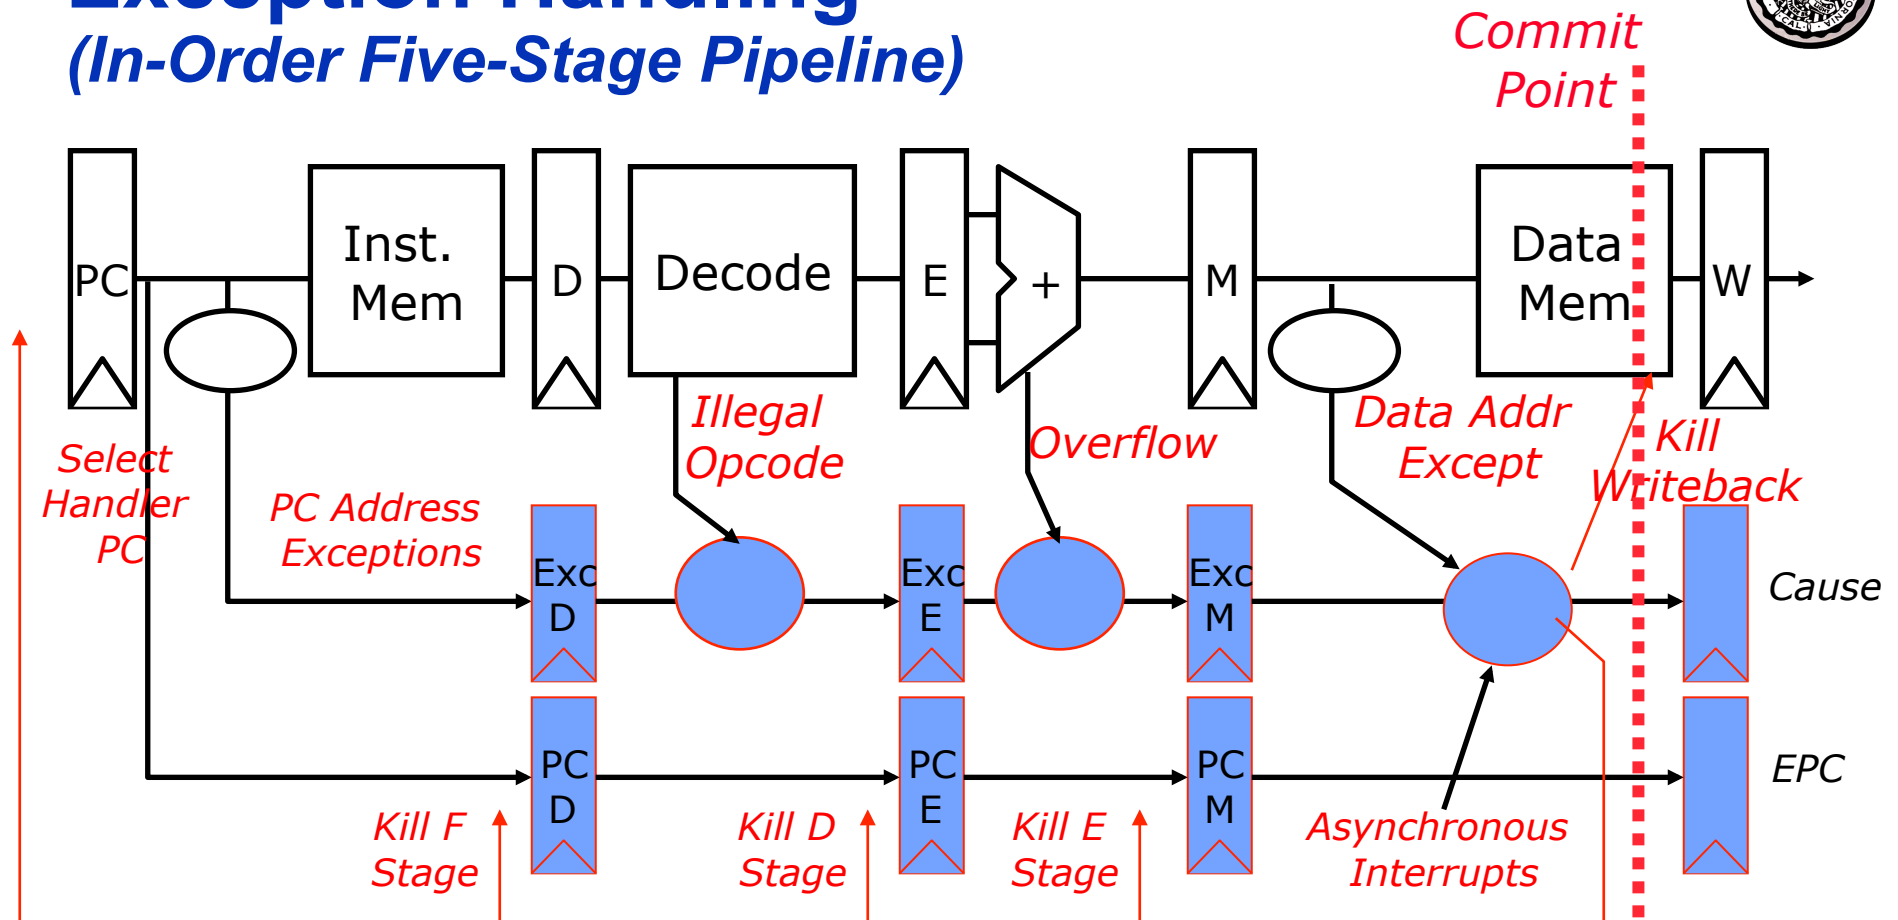 Exception Handling
(In-Order Five-Stage Pipeline)
Commit
Point
PC
Inst.
Mem
D
Decode
E
+
M
Data
Mem
W
Select
Handler
PC
PC Address
Exceptions
Illegal
Opcode
Overflow
Data Addr
Except
Kill
Writeback
Exc
D
Exc
E
Exc
M
Cause
PC
D
PC
E
PC
M
EPC
Kill F
Stage
Kill D
Stage
Kill E
Stage
Asynchronous
Interrupts